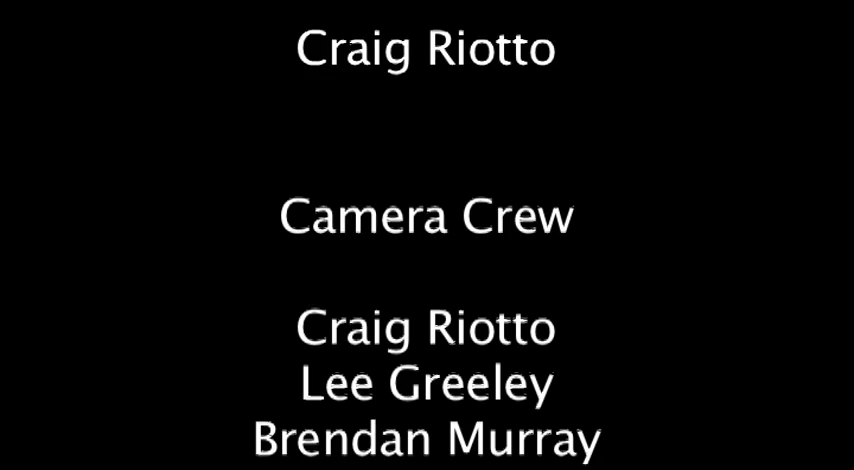 Craig Riotto
Camera Crew
Craig Riotto
Lee Greeley
Brendan Murray